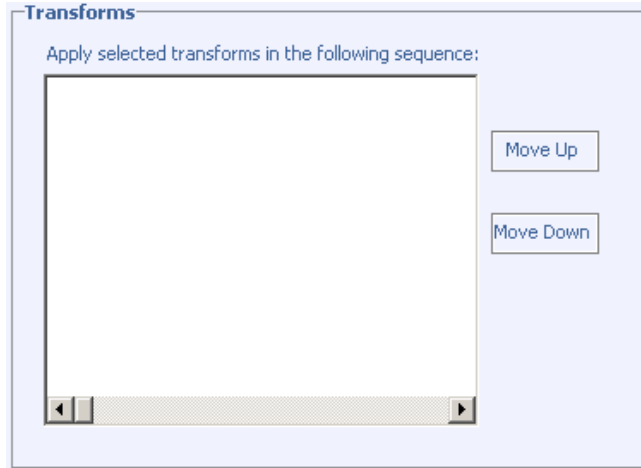 Transforms
Apply selected transforms in the following sequence:
Move Up
Move Down